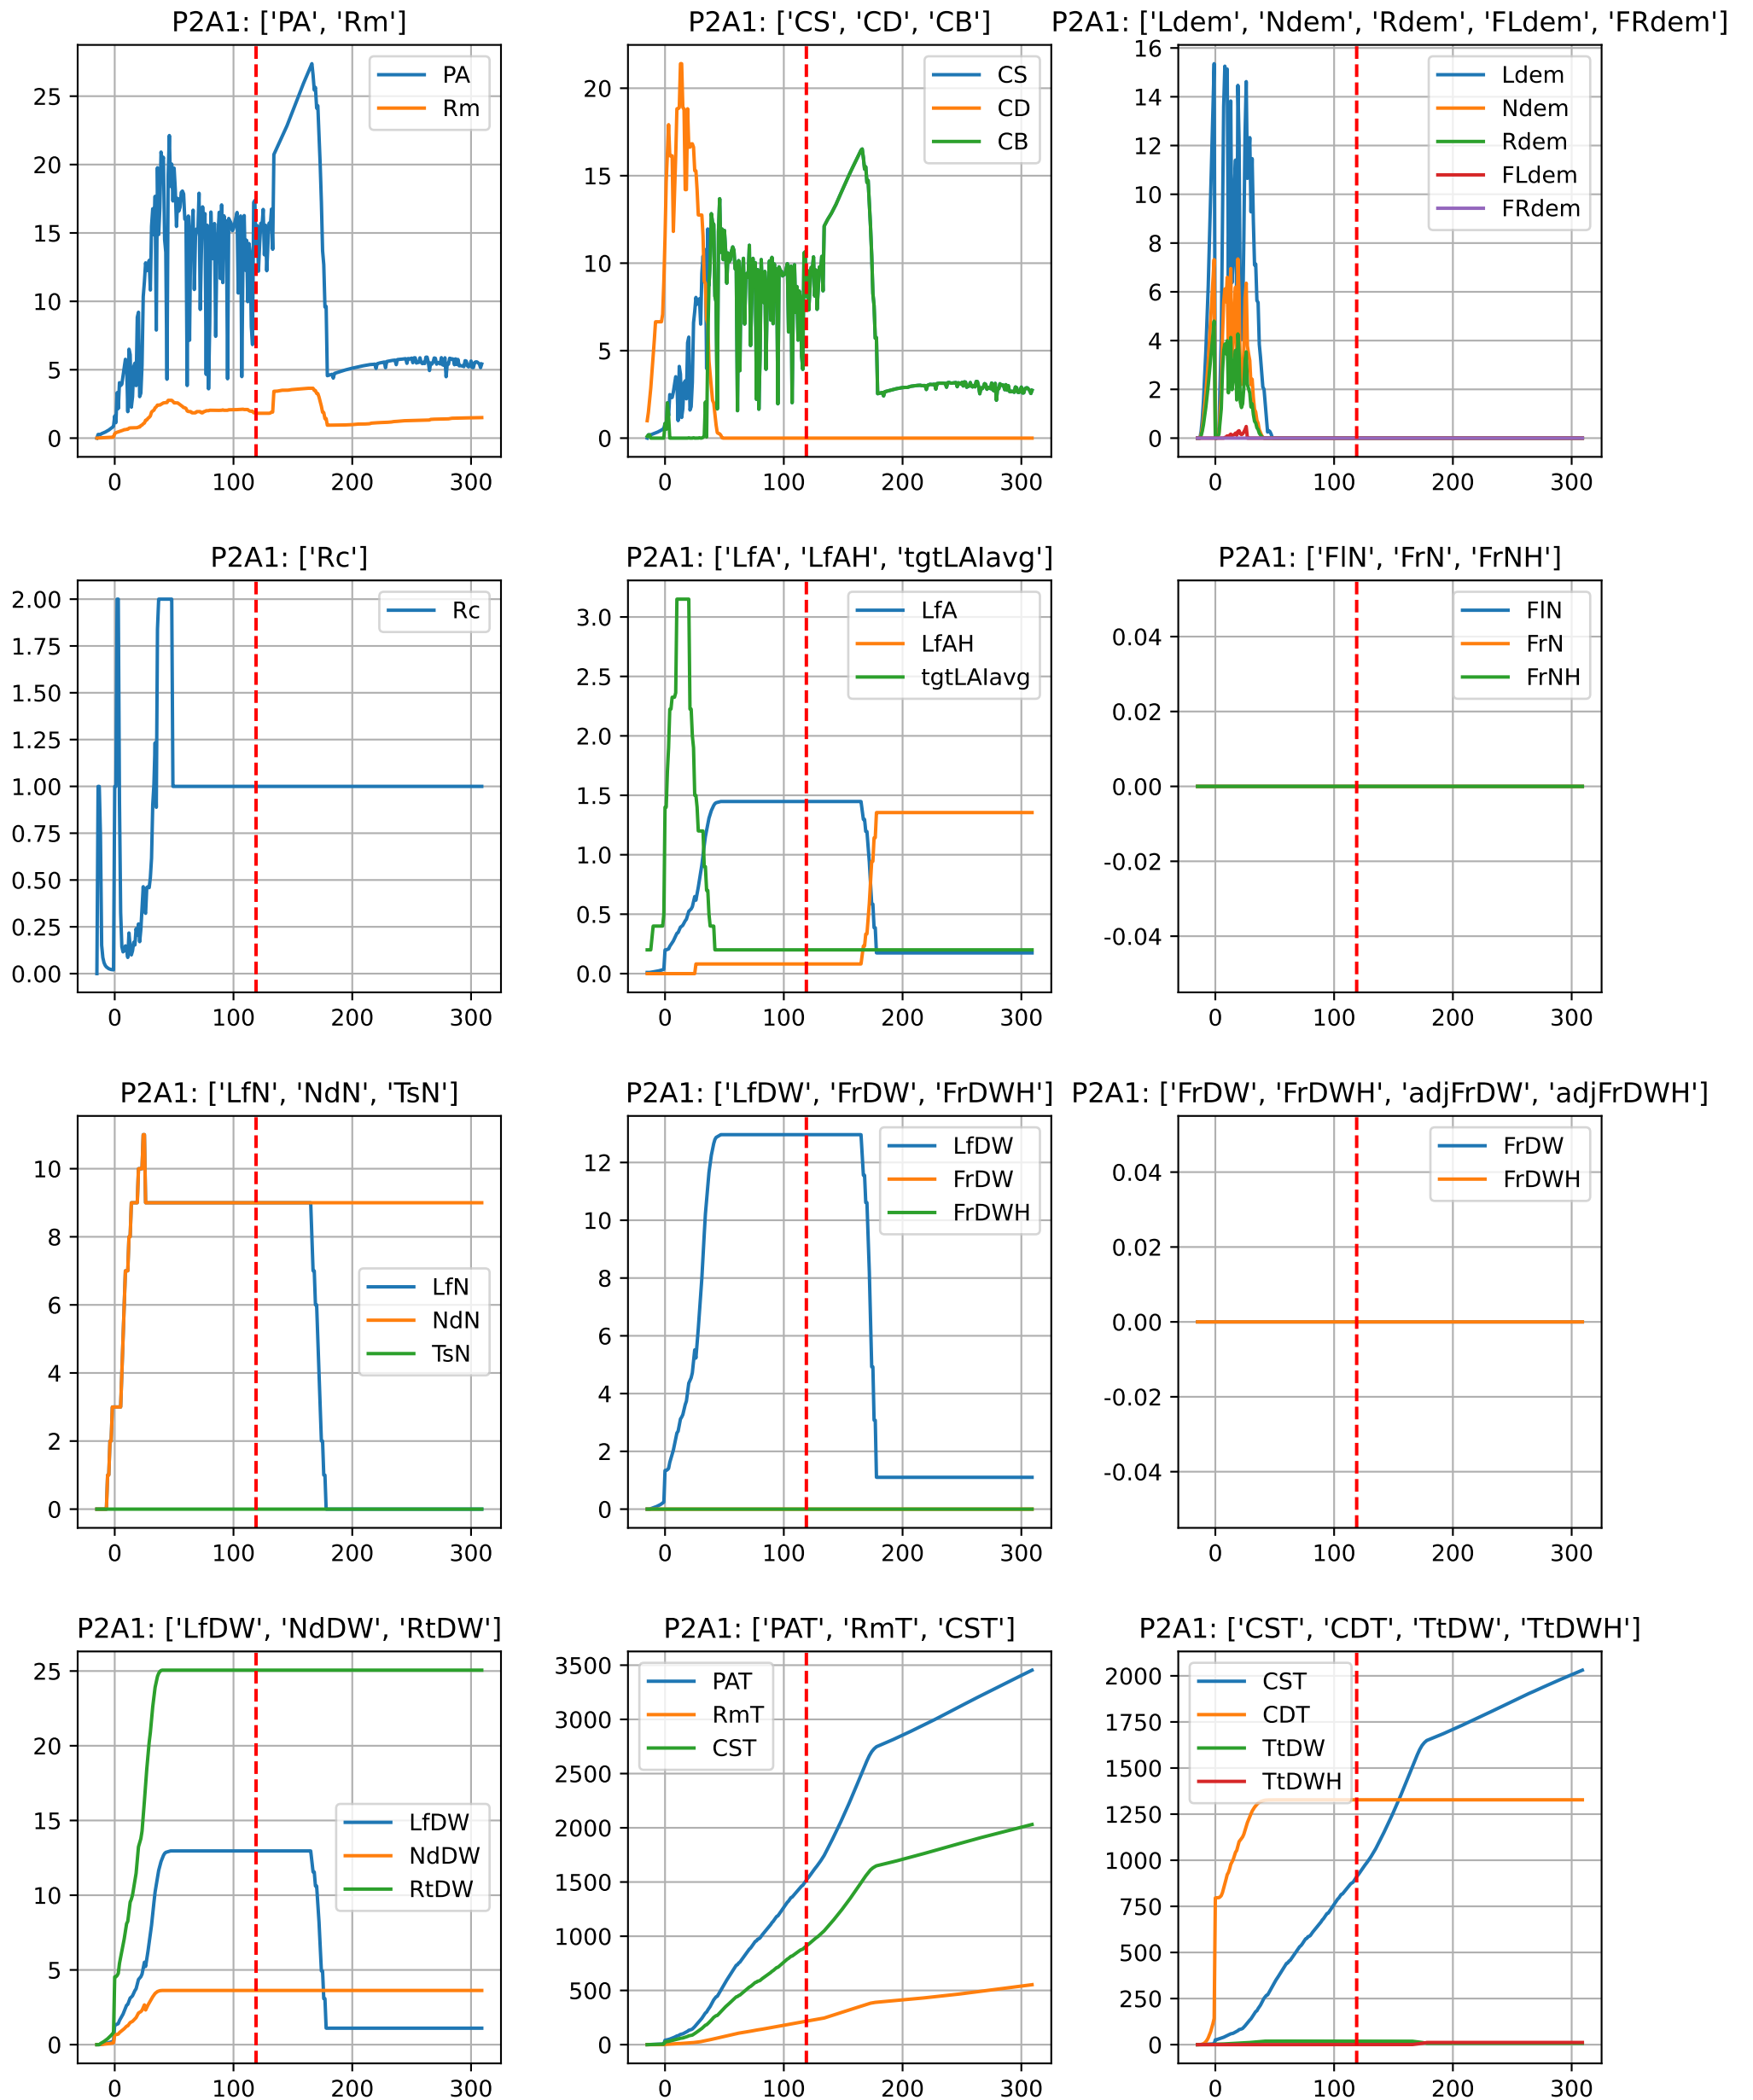 P2A1: ['PA', 'Rm']
25
20
15
10
5
0
0 100 200 300
PA
Rm
P2A1: ['CS', 'CD', 'CB']
20
15
10
5
0
0 100 200 300
CS
CD
CB
P2A1: ['Ldem', 'Ndem', 'Rdem', 'FLdem', 'FRdem']
16
14
12
10
8
6
4
2
0
0 100 200 300
Ldem
Ndem
Rdem
FLdem
FRdem
P2A1: ['Rc']
2.00
1.75
1.50
1.25
1.00
0.75
0.50
0.25
0.00
0 100 200 300
Rc
P2A1: ['LfA', 'LfAH', 'tgtLAIavg']
3.0
2.5
2.0
1.5
1.0
0.5
0.0
0 100 200 300
LfA
LfAH
tgtLAIavg
P2A1: ['FlN', 'FrN', 'FrNH']
0.04
0.02
0.00
-0.02
-0.04
0 100 200 300
FlN
FrN
FrNH
P2A1: ['LfN', 'NdN', 'TsN']
10
8
6
4
2
0
0 100 200 300
LfN
NdN
TsN
P2A1: ['LfDW', 'FrDW', 'FrDWH']
12
10
8
6
4
2
0
0 100 200 300
LfDW
FrDW
FrDWH
P2A1: ['FrDW', 'FrDWH', 'adjFrDW', 'adjFrDWH']
0.04
0.02
0.00
-0.02
-0.04
0 100 200 300
FrDW
FrDWH
P2A1: ['LfDW', 'NdDW', 'RtDW']
25
20
15
10
5
0
0 100 200 300
LfDW
NdDW
RtDW
P2A1: ['PAT', 'RmT', 'CST']
3500
3000
2500
2000
1500
1000
500
0
0 100 200 300
PAT
RmT
CST
P2A1: ['CST', 'CDT', 'TtDW', 'TtDWH']
2000
1750
1500
1250
1000
750
500
250
0
0 100 200 300
CST
CDT
TtDW
TtDWH